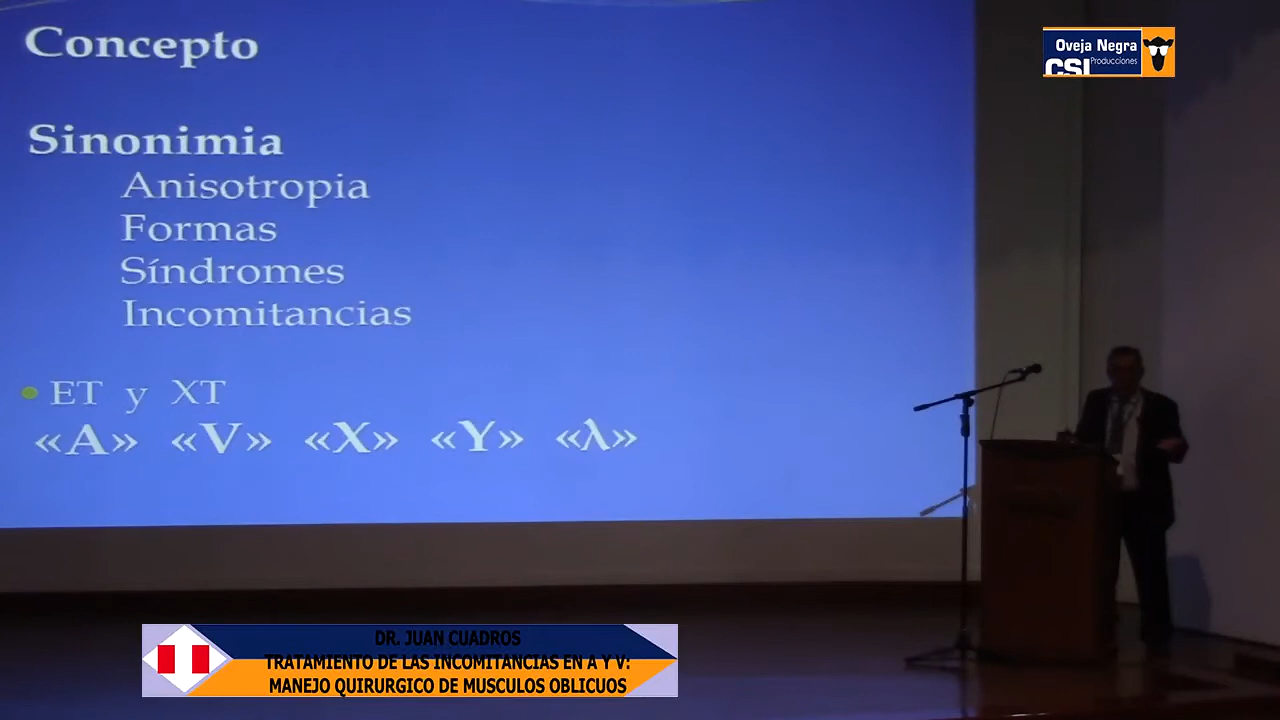 Concepto
Sinonimia
Anisotropia
Formas
Síndromes
Incomitancias
ET y XT
«A» «V» «X» «Y» «λ»
Oveja Negra
CSI Producciones
DR. JUAN CUADROS
TRATAMIENTO DE LAS INCOMITANCIAS EN A Y V:
MANEJO QUIRURGICO DE MUSCULOS OBLICUOS